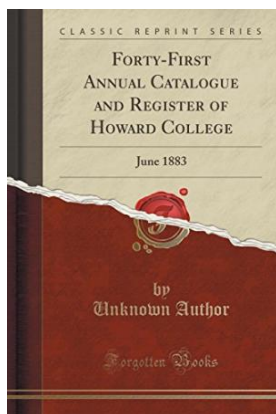 CLASSIC REPRINT SERIES
Forty-First
Annual Catalogue
and Register of
Howard College
June 1883
by
Unknown Author
Forgotten Books